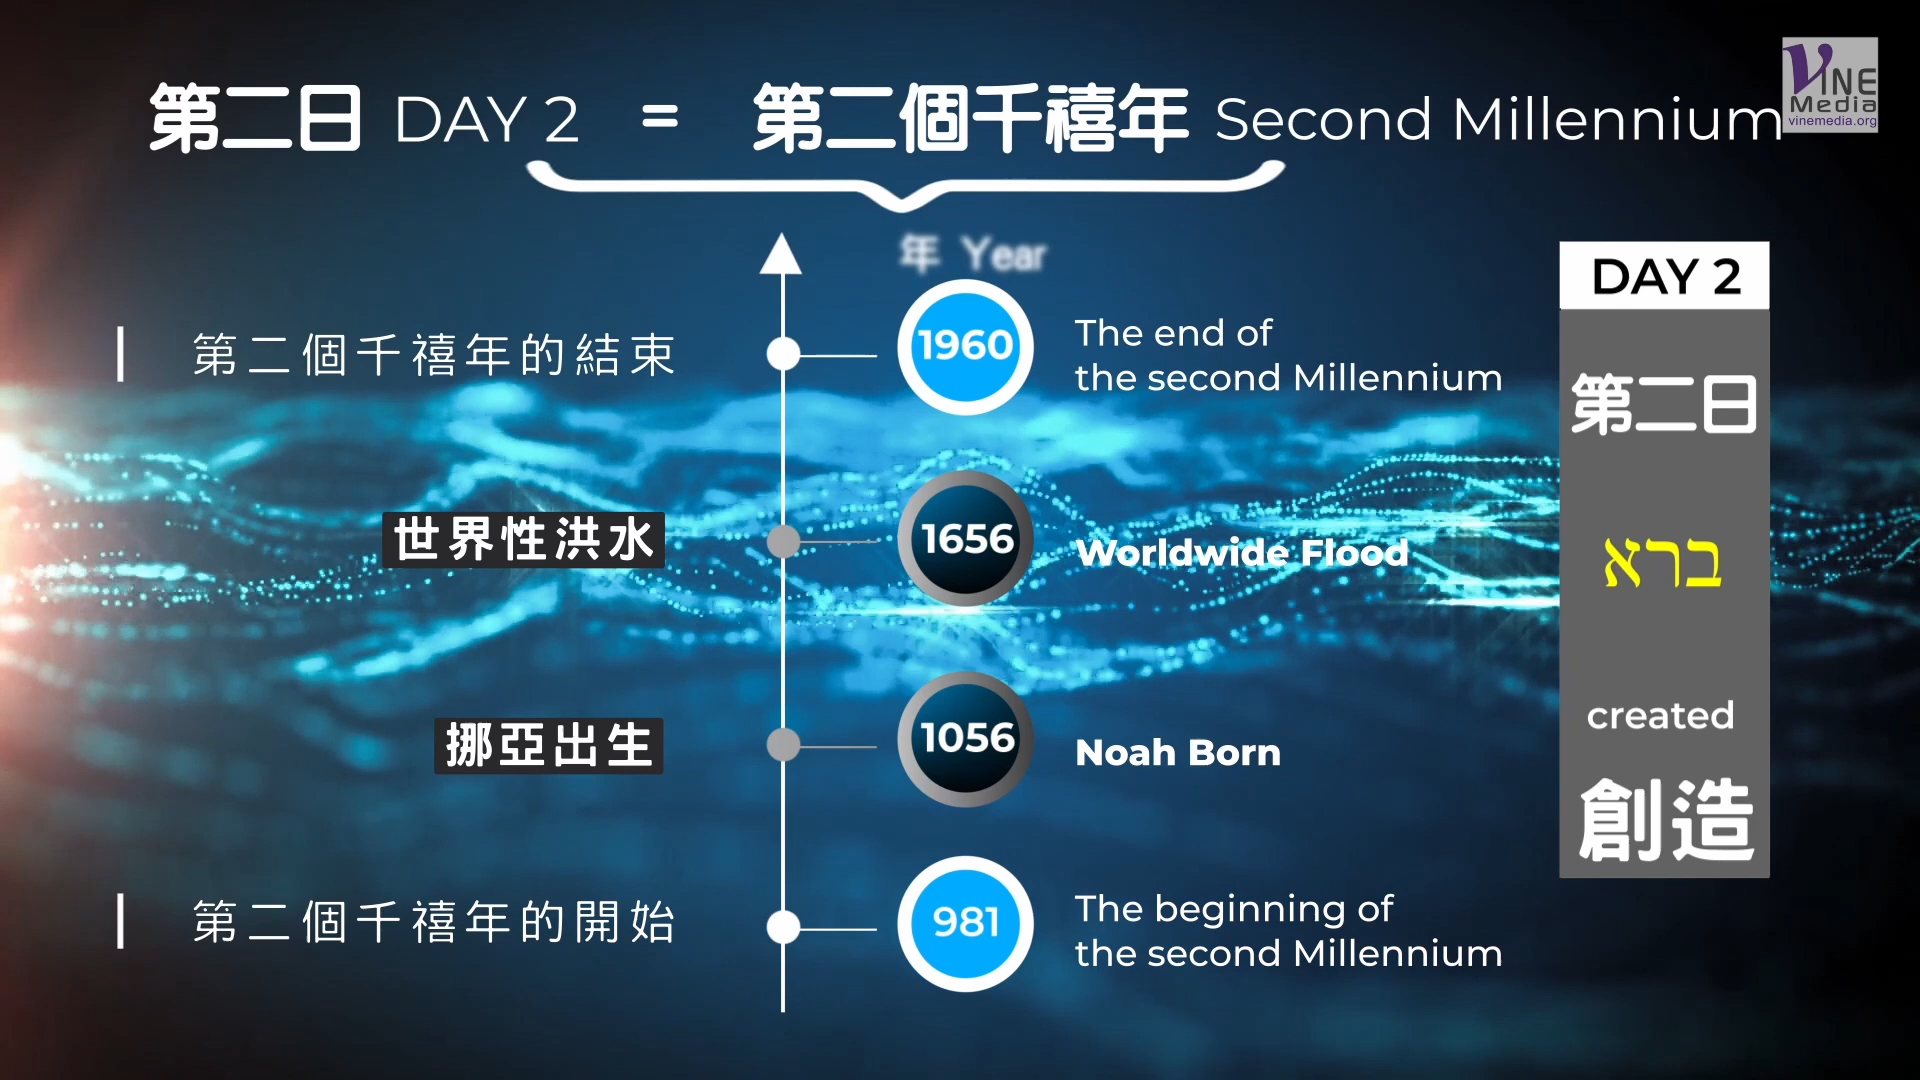 第二日 DAY 2 = 第二個千禧年 Second Millennium
VINE
Media
vinemedia.org
年 Year
第二個千禧年的結束
1960
The end of
the second Millennium
世界性洪水
1656
Worldwide Flood
挪亞出生
1056
Noah Born
第二個千禧年的開始
981
The beginning of
the second Millennium
DAY 2
第二日
ברא
created
創造